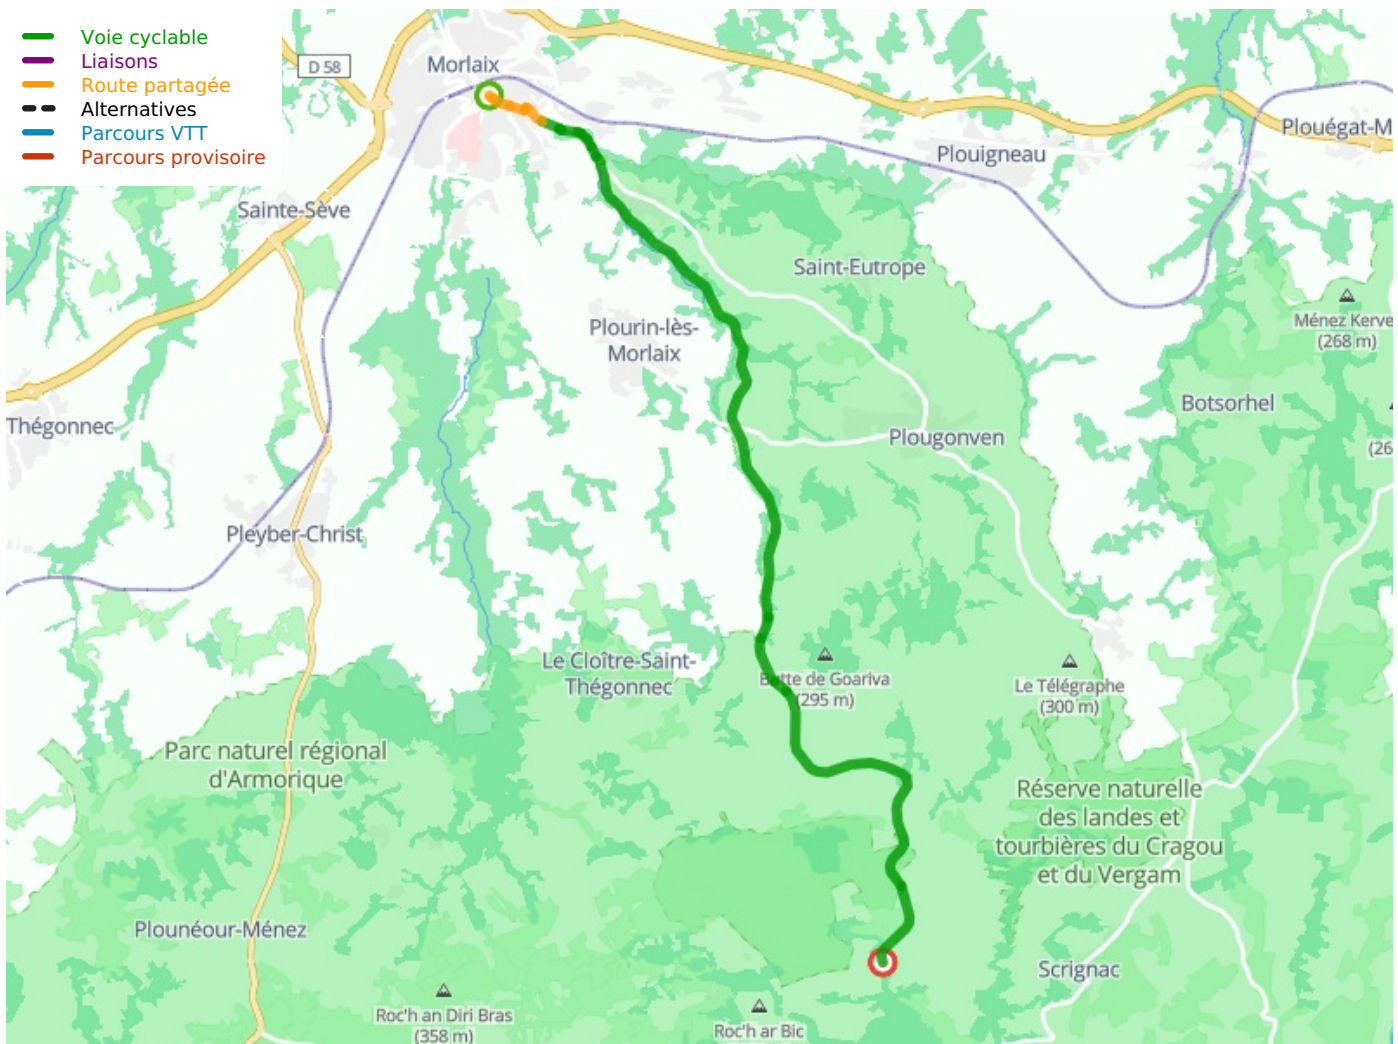 Voie cyclable
Liaisons
Route partagée
Alternatives
Parcours VTT
Parcours provisoire
D 58
Morlaix
Plouigneau
Plouégat-M
Sainte-Sève
Saint-Eutrope
Ménez Kerve
(268 m)
Plourin-lès-
Morlaix
Botsorhel
Thégonnec
Plougonven
(26
Pleyber-Christ
Le Cloître-Saint-
Thégonnec
Butte de Goariva
(295 m)
Le Télégraphe
(300 m)
Parc naturel régional
d'Armorique
Réserve naturelle
des landes et
tourbières du Cragou
et du Vergam
Plounéour-Ménez
Scrignac
Roc'h an Diri Bras
(358 m)
Roc'h ar Bic